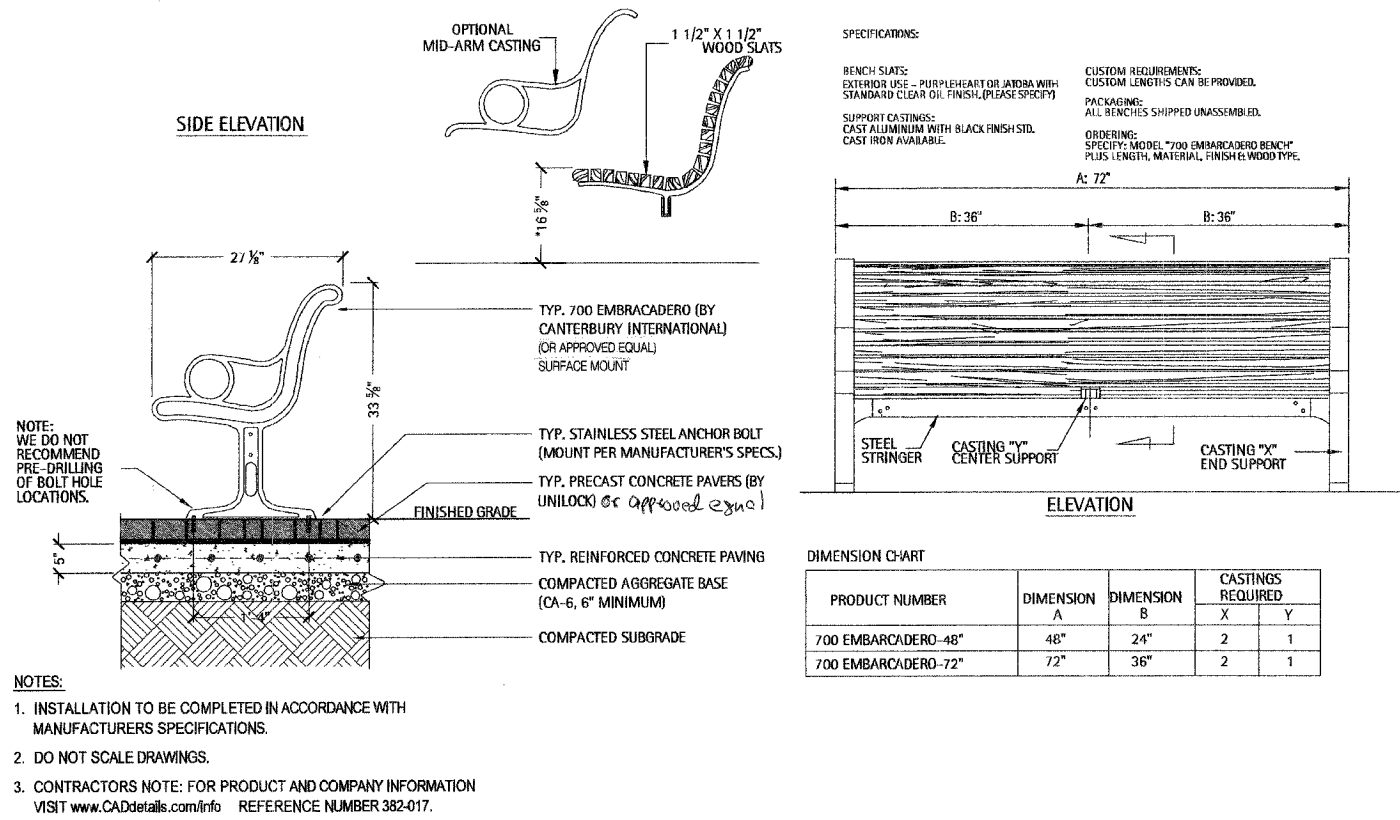 OPTIONAL
MID-ARM CASTING
1 1/2" X 1 1/2"
WOOD SLATS
SIDE ELEVATION
*16 5/8"
27 1/8"
33 5/8"
TYP. 700 EMBRACADERO (BY
CANTERBURY INTERNATIONAL)
(OR APPROVED EQUAL)
SURFACE MOUNT
NOTE:
WE DO NOT
RECOMMEND
PRE-DRILLING
OF BOLT HOLE
LOCATIONS.
TYP. STAINLESS STEEL ANCHOR BOLT
(MOUNT PER MANUFACTURER'S SPECS.)
TYP. PRECAST CONCRETE PAVERS (BY
UNILOCK) or approved equal
FINISHED GRADE
5"
TYP. REINFORCED CONCRETE PAVING
COMPACTED AGGREGATE BASE
(CA-6, 6" MINIMUM)
1'-4"
COMPACTED SUBGRADE
NOTES:
1. INSTALLATION TO BE COMPLETED IN ACCORDANCE WITH
MANUFACTURERS SPECIFICATIONS.
2. DO NOT SCALE DRAWINGS.
3. CONTRACTORS NOTE: FOR PRODUCT AND COMPANY INFORMATION
VISIT www.CADdetails.com/info REFERENCE NUMBER 382-017.
SPECIFICATIONS:
BENCH SLATS:
EXTERIOR USE - PURPLEHEART OR JATOBA WITH
STANDARD CLEAR OIL FINISH. (PLEASE SPECIFY)
SUPPORT CASTINGS:
CAST ALUMINUM WITH BLACK FINISH STD.
CAST IRON AVAILABLE.
CUSTOM REQUIREMENTS:
CUSTOM LENGTHS CAN BE PROVIDED.
PACKAGING:
ALL BENCHES SHIPPED UNASSEMBLED.
ORDERING:
SPECIFY: MODEL "700 EMBARCADERO BENCH"
PLUS LENGTH, MATERIAL, FINISH & WOOD TYPE.
A: 72"
B: 36" B: 36"
STEEL
STRINGER
CASTING "Y"
CENTER SUPPORT
CASTING "X"
END SUPPORT
ELEVATION
DIMENSION CHART
PRODUCT NUMBER DIMENSION A DIMENSION B CASTINGS REQUIRED X Y
700 EMBARCADERO-48" 48" 24" 2 1
700 EMBARCADERO-72" 72" 36" 2 1